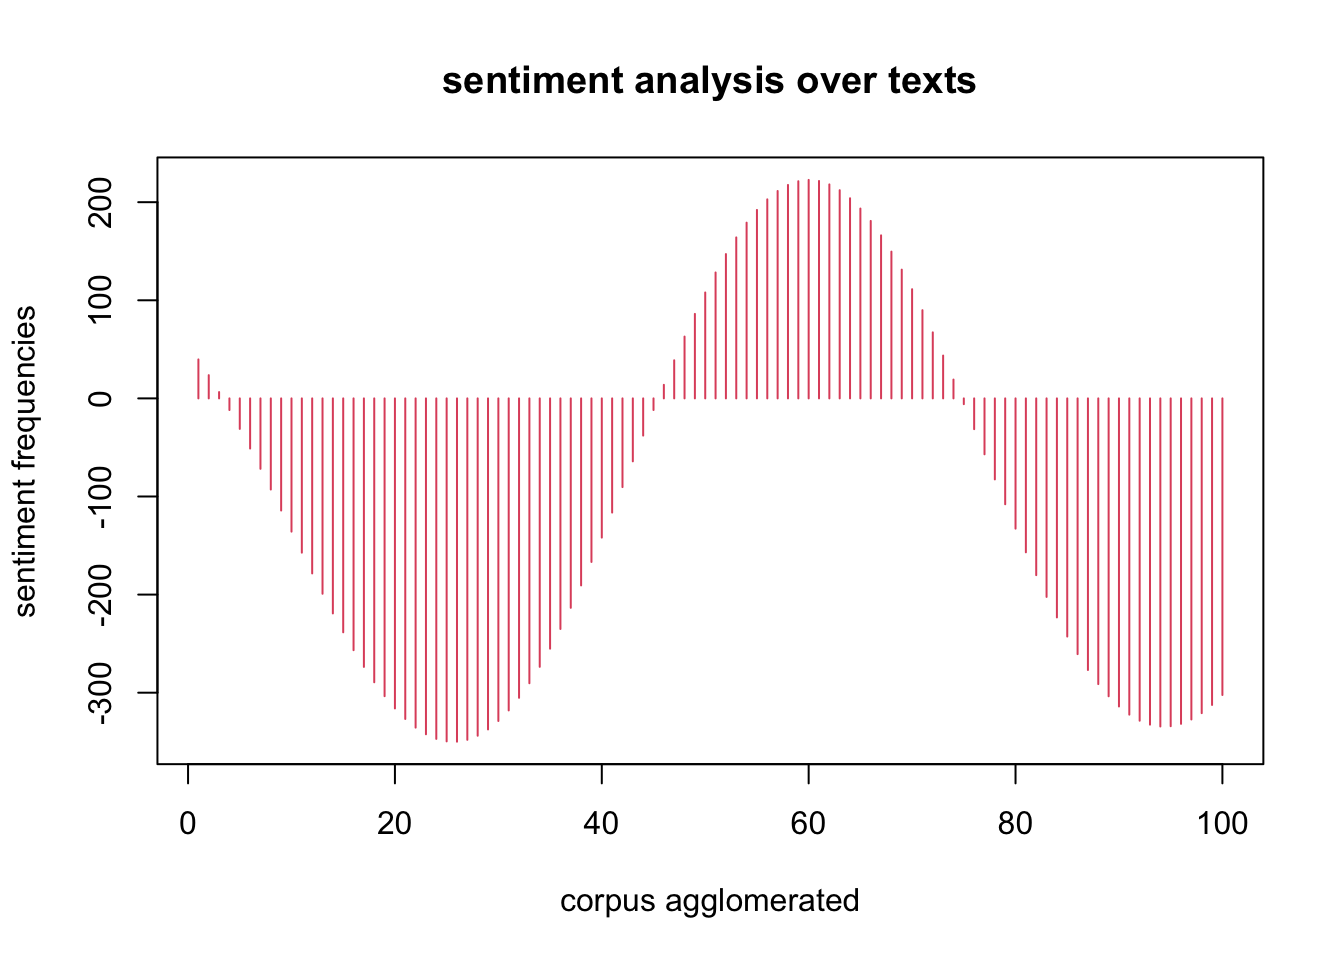 sentiment analysis over texts
sentiment frequencies
200
100
0
-100
-200
-300
0 20 40 60 80 100
corpus agglomerated